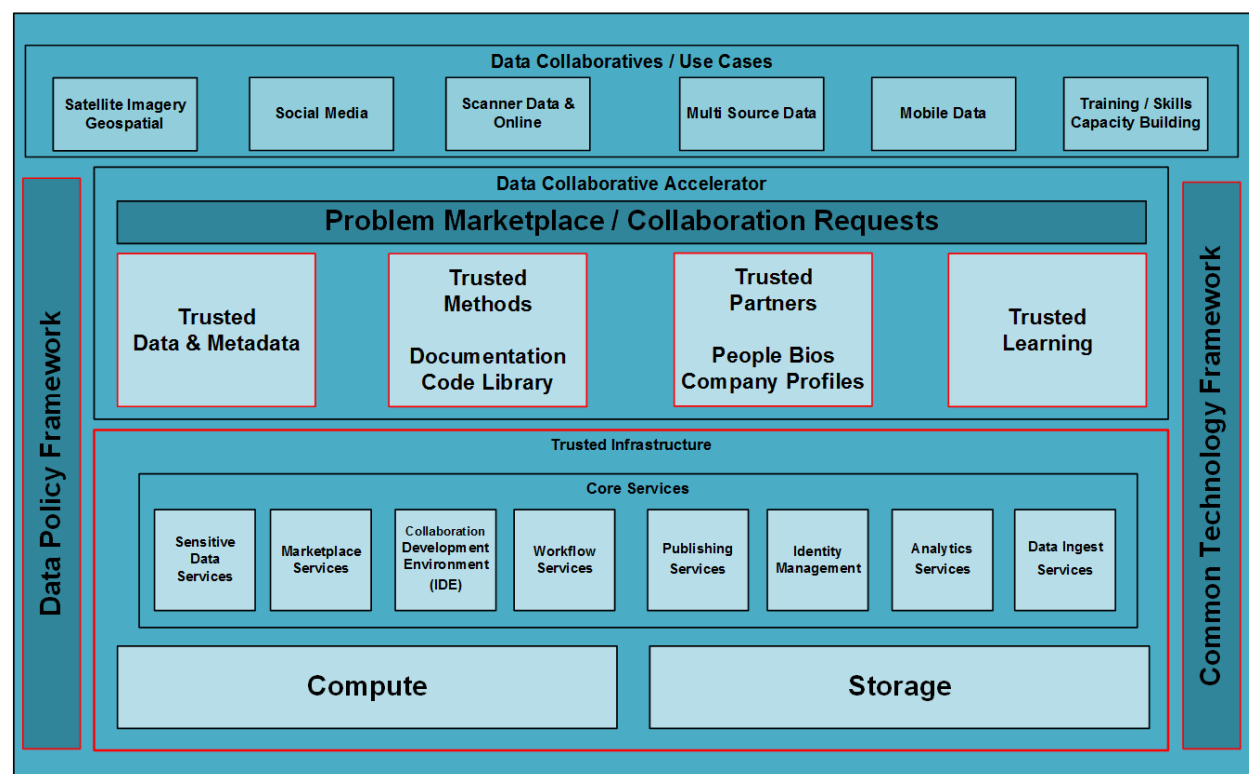 Data Collaboratives / Use Cases
Satellite Imagery
Geospatial
Social Media
Scanner Data &
Online
Multi Source Data
Mobile Data
Training / Skills
Capacity Building
Data Policy Framework
Data Collaborative Accelerator
Problem Marketplace / Collaboration Requests
Trusted
Data & Metadata
Trusted
Methods
Documentation
Code Library
Trusted
Partners
People Bios
Company Profiles
Trusted
Learning
Trusted Infrastructure
Core Services
Sensitive
Data
Services
Marketplace
Services
Collaboration
Development
Environment
(IDE)
Workflow
Services
Publishing
Services
Identity
Management
Analytics
Services
Data Ingest
Services
Compute
Storage
Common Technology Framework